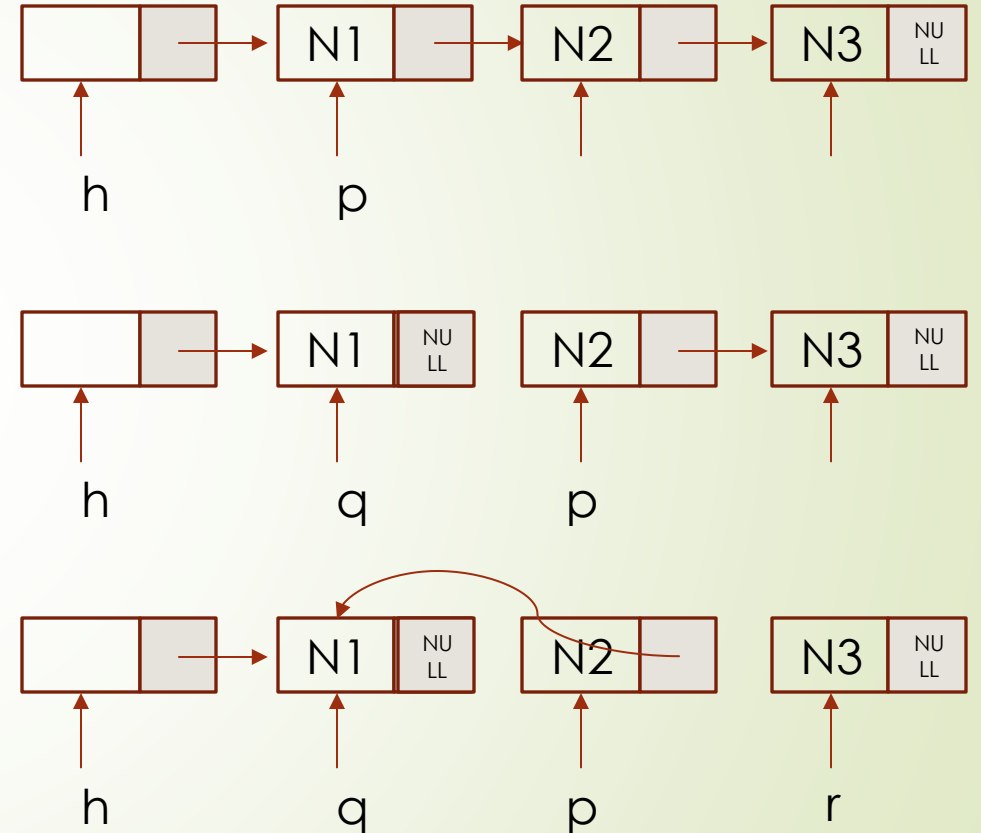 N1 N2 N3 NU
LL
h p
N1 NU
LL N2 N3 NU
LL
h q p
N1 NU
LL N2 N3 NU
LL
h q p r